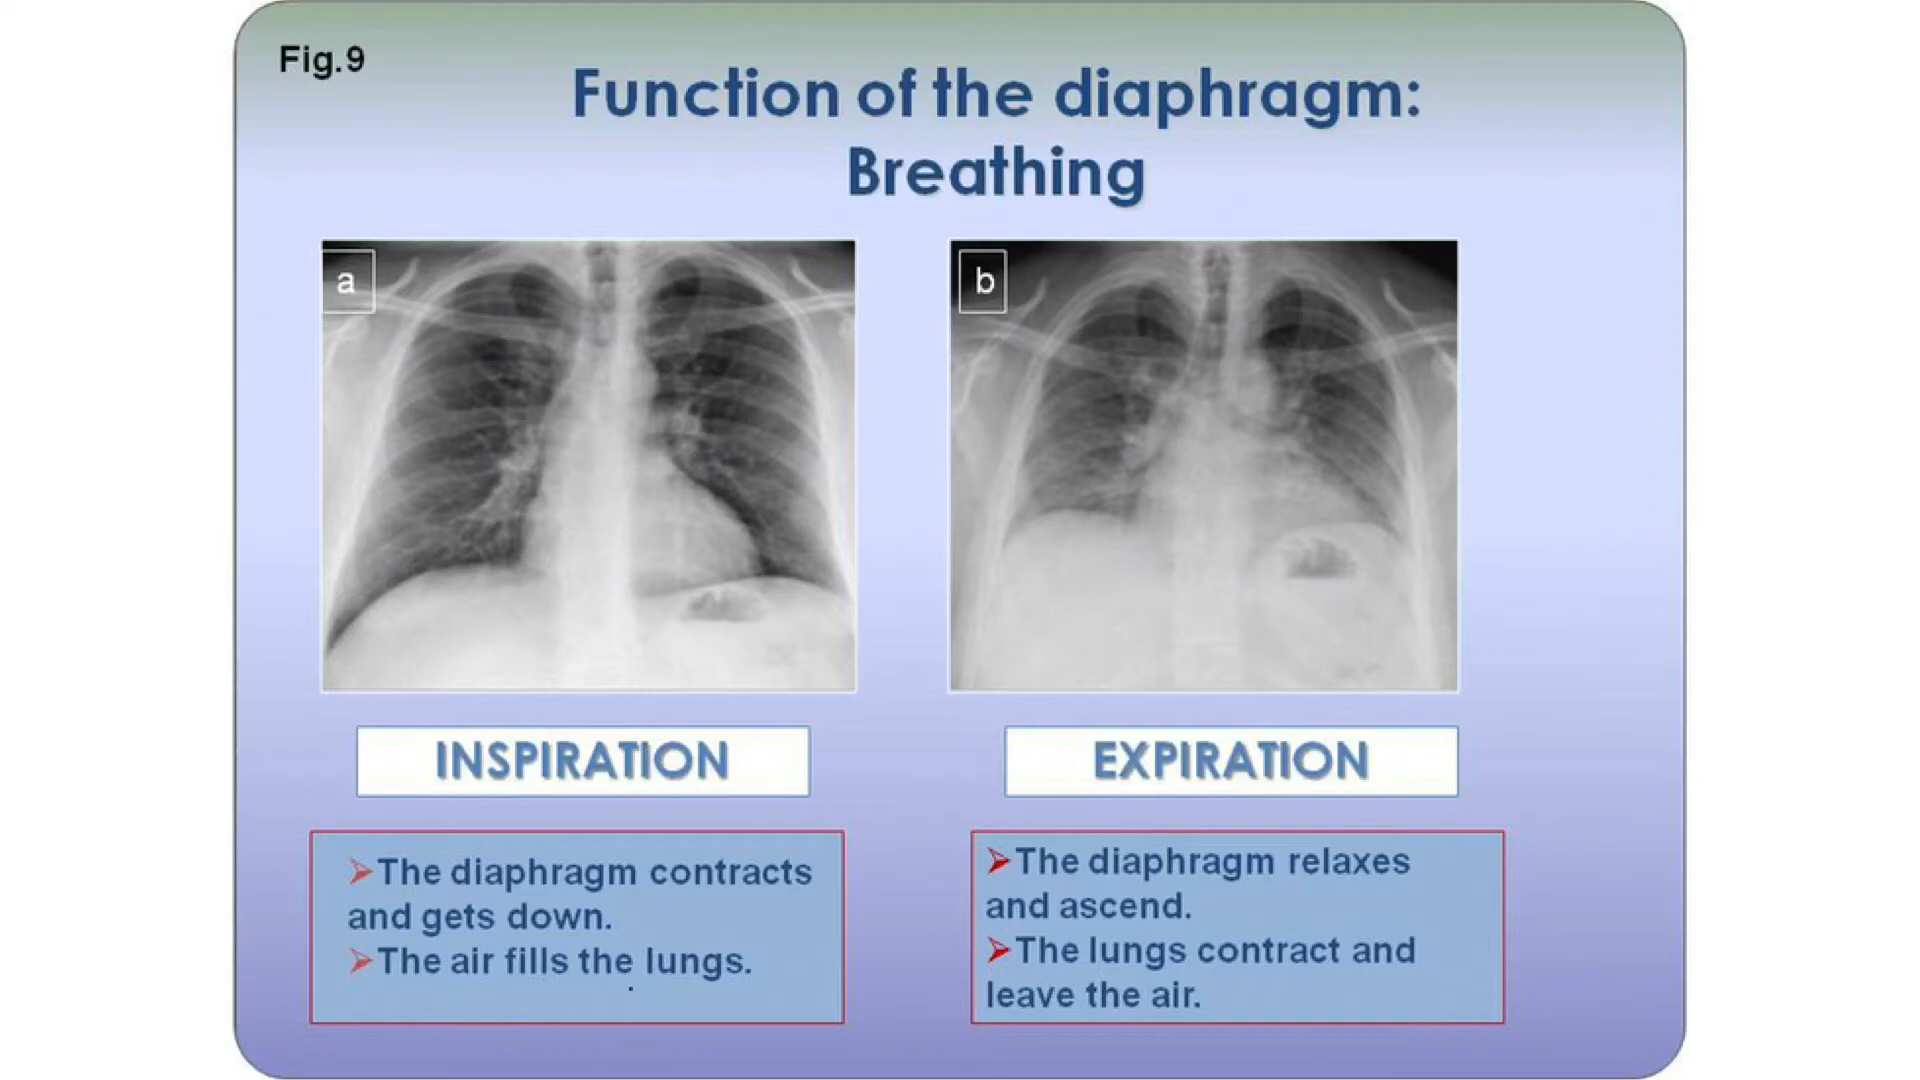 Fig.9
Function of the diaphragm:
Breathing
a
b
INSPIRATION
EXPIRATION
➢The diaphragm contracts
and gets down.
➢The air fills the lungs.
.
➢The diaphragm relaxes
and ascend.
➢The lungs contract and
leave the air.